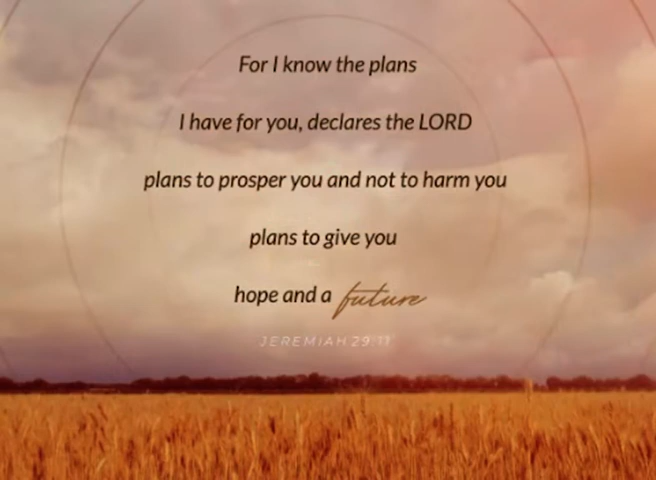 For I know the plans
I have for you, declares the LORD
plans to prosper you and not to harm you
plans to give you
hope and a future
JEREMIAH 29:11